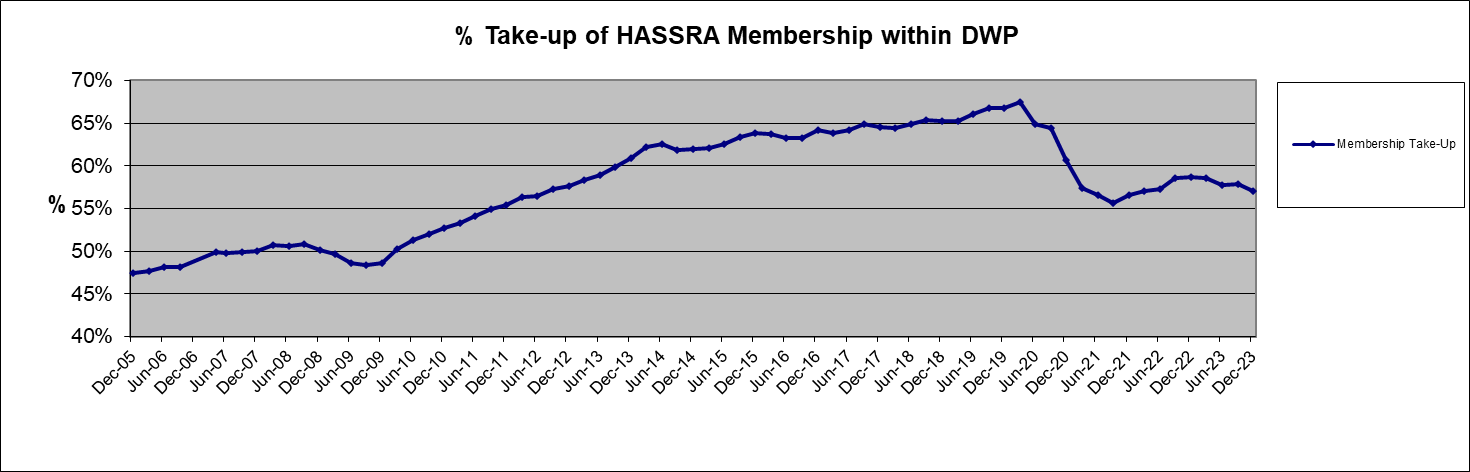 % Take-up of HASSRA Membership within DWP
70%
65%
60%
55%
50%
45%
40%
%
Dec-05
Jun-06
Dec-06
Jun-07
Dec-07
Jun-08
Dec-08
Jun-09
Dec-09
Jun-10
Dec-10
Jun-11
Dec-11
Jun-12
Dec-12
Jun-13
Dec-13
Jun-14
Dec-14
Jun-15
Dec-15
Jun-16
Dec-16
Jun-17
Dec-17
Jun-18
Dec-18
Jun-19
Dec-19
Jun-20
Dec-20
Jun-21
Dec-21
Jun-22
Dec-22
Jun-23
Dec-23
Membership Take-Up